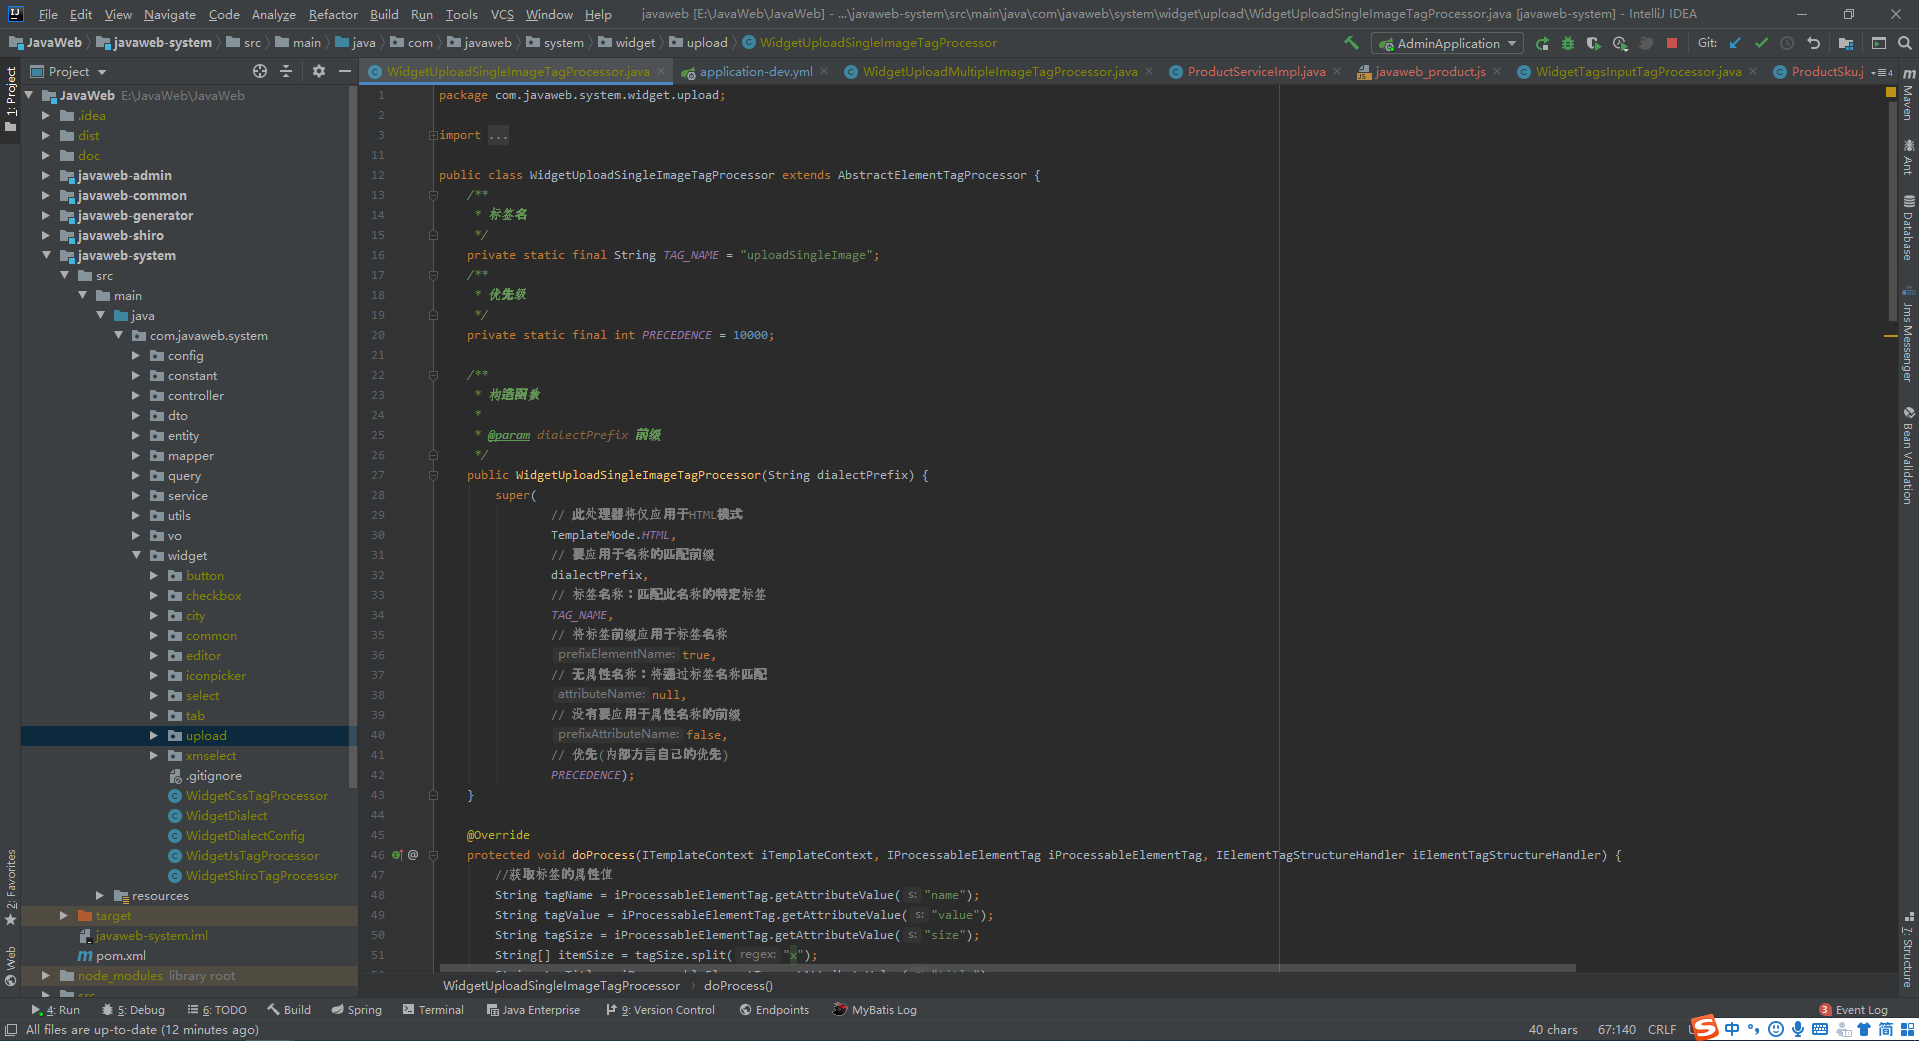 File Edit View Navigate Code Analyze Refactor Build Run Tools VCS Window Help javaweb [E:\JavaWeb\JavaWeb] - ...\javaweb-system\src\main\java\com\javaweb\system\widget\upload\WidgetUploadSingleImageTagProcessor.java [javaweb-system] - IntelliJ IDEA
JavaWeb javaweb-system src main java com javaweb system widget upload WidgetUploadSingleImageTagProcessor AdminApplication Git:
Project WidgetUploadSingleImageTagProcessor.java application-dev.yml WidgetUploadMultipleImageTagProcessor.java ProductServiceImpl.java javaweb_product.js WidgetTagsInputTagProcessor.java ProductSku.j
1: Project
2: Favorites
Web
JavaWeb E:\JavaWeb\JavaWeb
.idea
dist
doc
javaweb-admin
javaweb-common
javaweb-generator
javaweb-shiro
javaweb-system
src
main
java
com.javaweb.system
config
constant
controller
dto
entity
mapper
query
service
utils
vo
widget
button
checkbox
city
common
editor
iconpicker
select
tab
upload
xmselect
.gitignore
WidgetCssTagProcessor
WidgetDialect
WidgetDialectConfig
WidgetJsTagProcessor
WidgetShiroTagProcessor
resources
target
javaweb-system.iml
pom.xml
node_modules library root
src
1 package com.javaweb.system.widget.upload;
2
3 import ...
11
12 public class WidgetUploadSingleImageTagProcessor extends AbstractElementTagProcessor {
13 /**
14 * 标签名
15 */
16 private static final String TAG_NAME = "uploadSingleImage";
17 /**
18 * 优先级
19 */
20 private static final int PRECEDENCE = 10000;
21
22 /**
23 * 构造函数
24 *
25 * @param dialectPrefix 前缀
26 */
27 public WidgetUploadSingleImageTagProcessor(String dialectPrefix) {
28 super(
29 // 此处理器将仅应用于HTML模式
30 TemplateMode.HTML,
31 // 要应用于名称的匹配前缀
32 dialectPrefix,
33 // 标签名称：匹配此名称的特定标签
34 TAG_NAME,
35 // 将标签前缀应用于标签名称
36 prefixElementName: true,
37 // 无属性名称：将通过标签名称匹配
38 attributeName: null,
39 // 没有要应用于属性名称的前缀
40 prefixAttributeName: false,
41 // 优先(内部方言自己的优先)
42 PRECEDENCE);
43 }
44
45 @Override
46 protected void doProcess(ITemplateContext iTemplateContext, IProcessableElementTag iProcessableElementTag, IElementTagStructureHandler iElementTagStructureHandler) {
47 //获取标签的属性值
48 String tagName = iProcessableElementTag.getAttributeValue( s: "name");
49 String tagValue = iProcessableElementTag.getAttributeValue( s: "value");
50 String tagSize = iProcessableElementTag.getAttributeValue( s: "size");
51 String[] itemSize = tagSize.split( regex: "x");
WidgetUploadSingleImageTagProcessor › doProcess()
Maven
Ant
Database
Jms Messenger
Bean Validation
7: Structure
4: Run 5: Debug 6: TODO Build Spring Terminal Java Enterprise 9: Version Control Endpoints MyBatis Log 3 Event Log
All files are up-to-date (12 minutes ago) 40 chars 67:140 CRLF 中 简